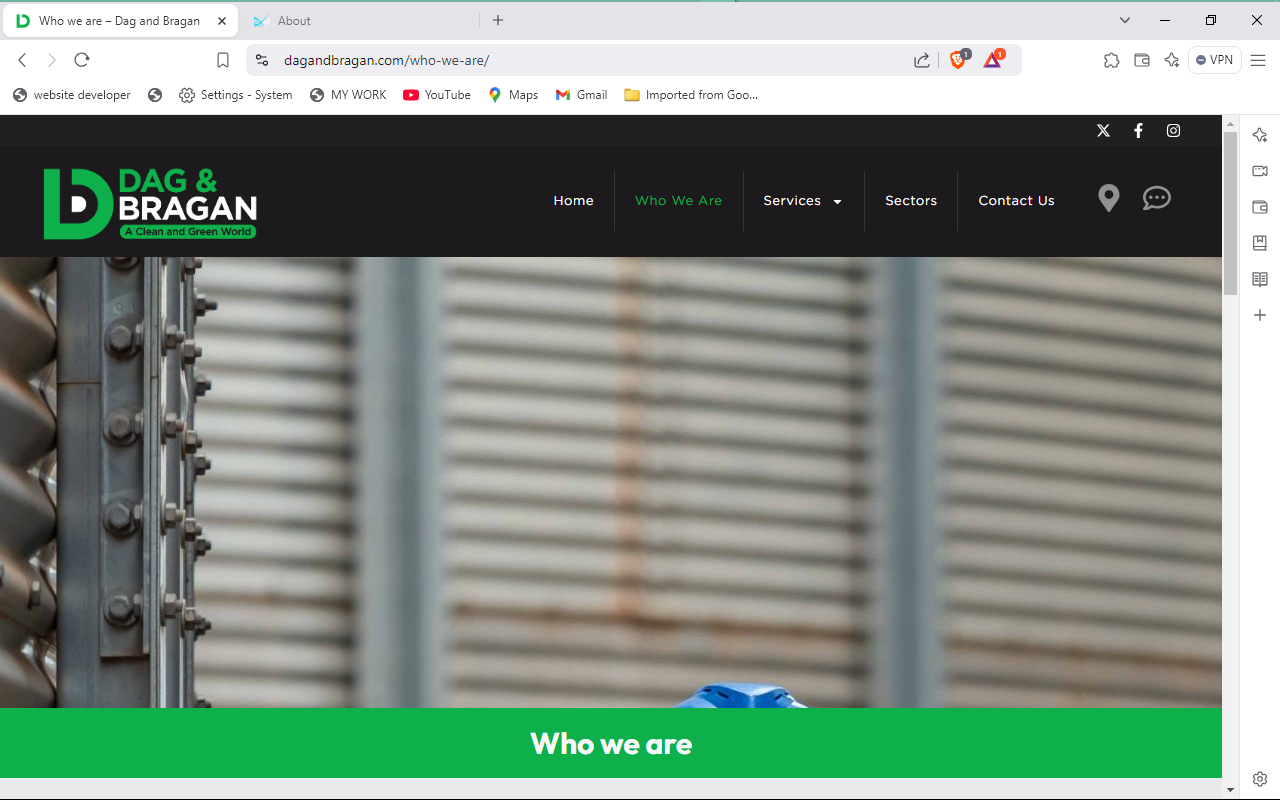 Who we are – Dag and Bragan
About
dagandbragan.com/who-we-are/
1
1
VPN
website developer
Settings - System
MY WORK
YouTube
Maps
Gmail
Imported from Goo...
DAG &
BRAGAN
A Clean and Green World
Home
Who We Are
Services
Sectors
Contact Us
Who we are